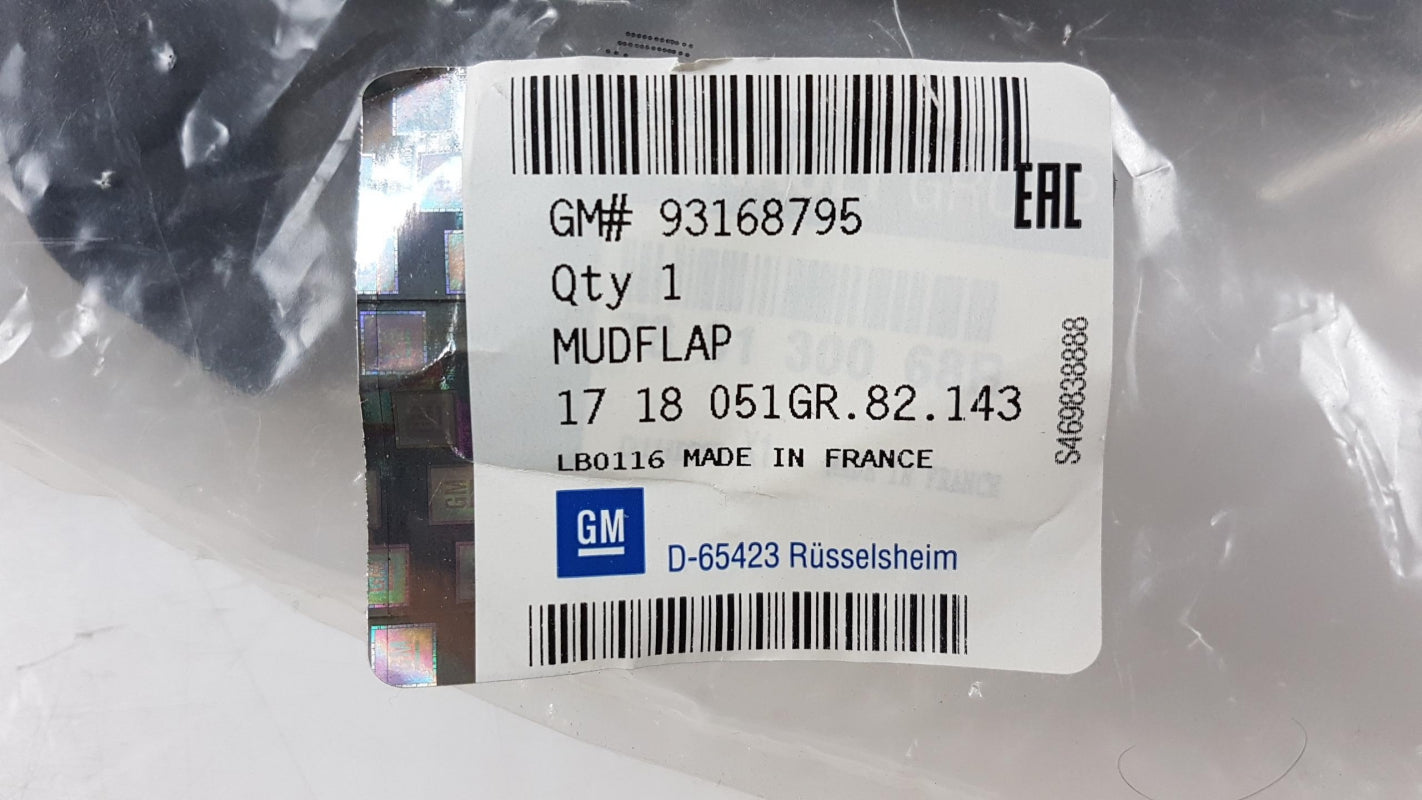 EAC
GM# 93168795
Qty 1
MUDFLAP
17 18 051GR.82.143
LB0116 MADE IN FRANCE
S469838888
GM
D-65423 Rüsselsheim